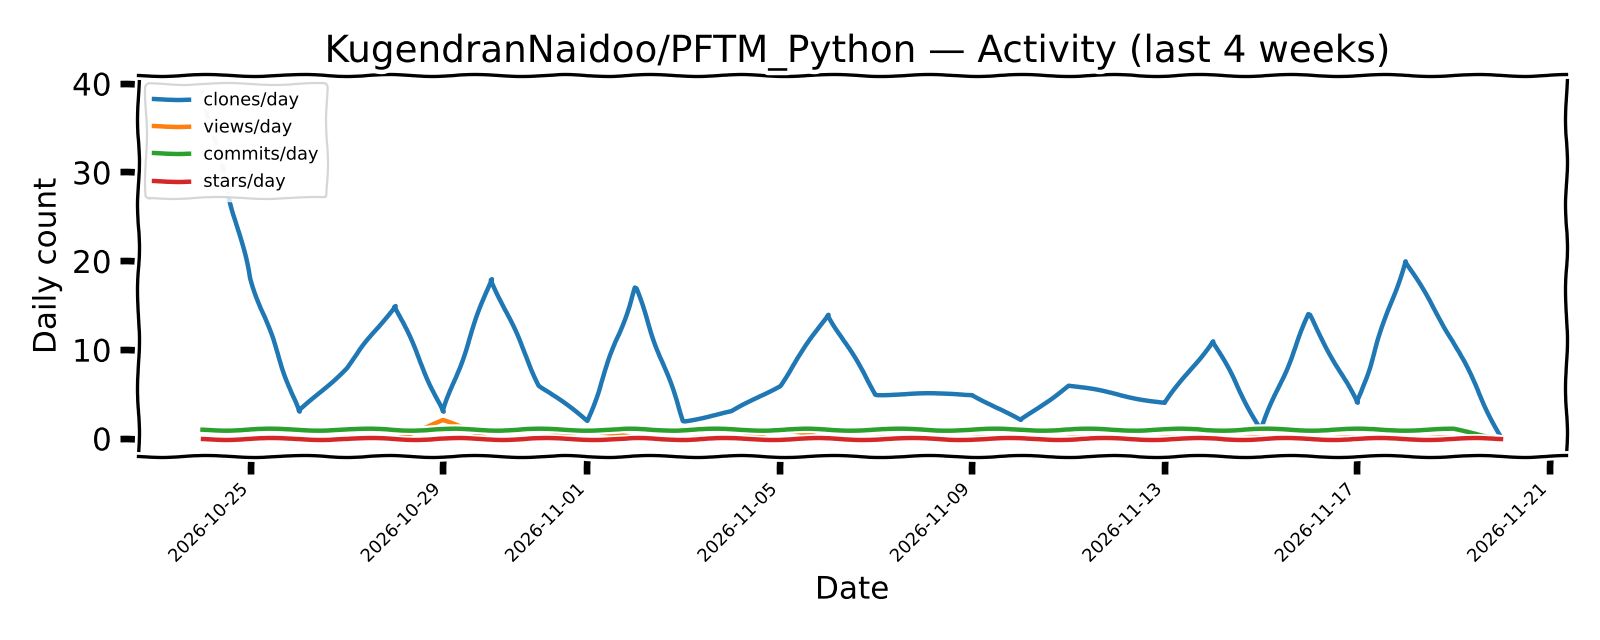 KugendranNaidoo/PFTM_Python — Activity (last 4 weeks)
clones/day
views/day
commits/day
stars/day
Daily count
40
30
20
10
0
2026-10-25
2026-10-29
2026-11-01
2026-11-05
2026-11-09
2026-11-13
2026-11-17
2026-11-21
Date